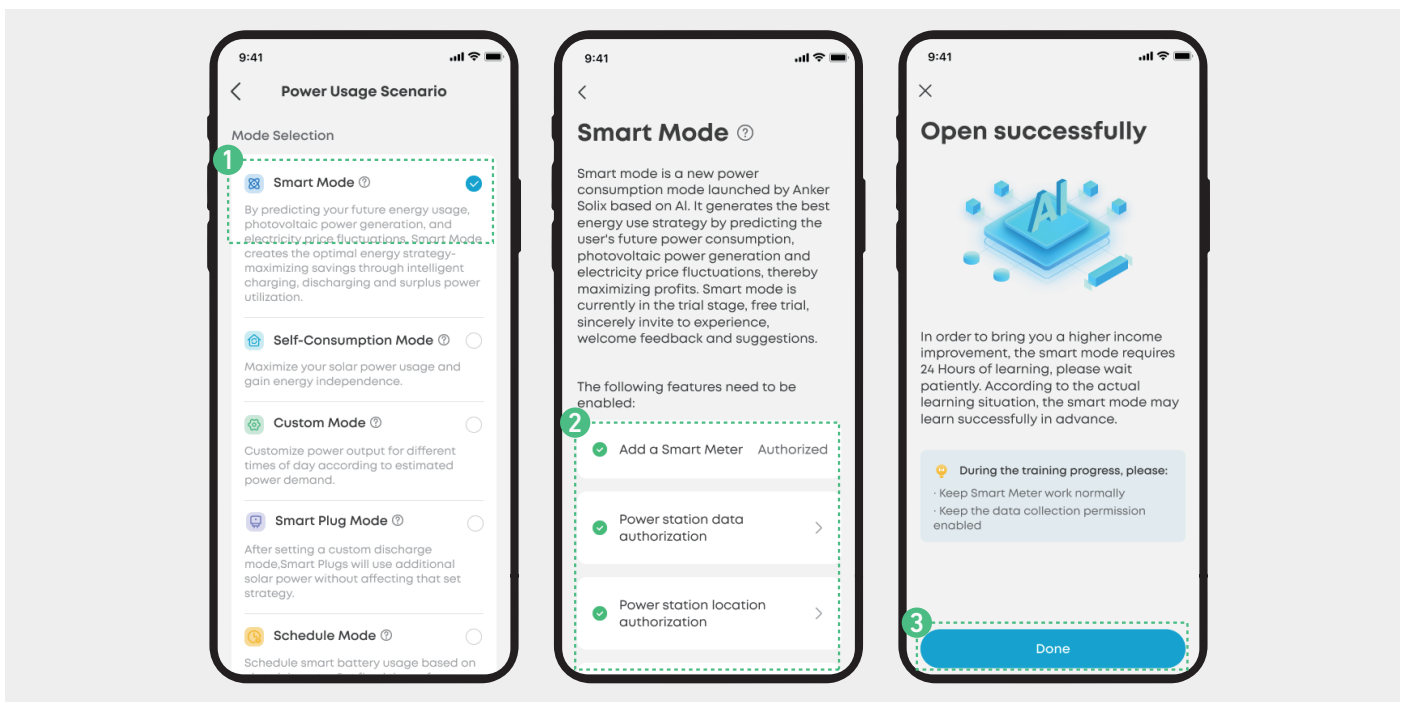 9:41
Power Usage Scenario
Mode Selection
1
Smart Mode ?
By predicting your future energy usage,
photovoltaic power generation, and
electricity price fluctuations, Smart Mode
creates the optimal energy strategy-
maximizing savings through intelligent
charging, discharging and surplus power
utilization.
Self-Consumption Mode ?
Maximize your solar power usage and
gain energy independence.
Custom Mode ?
Customize power output for different
times of day according to estimated
power demand.
Smart Plug Mode ?
After setting a custom discharge
mode,Smart Plugs will use additional
solar power without affecting that set
strategy.
Schedule Mode ?
Schedule smart battery usage based on
9:41
Smart Mode ?
Smart mode is a new power
consumption mode launched by Anker
Solix based on AI. It generates the best
energy use strategy by predicting the
user's future power consumption,
photovoltaic power generation and
electricity price fluctuations, thereby
maximizing profits. Smart mode is
currently in the trial stage, free trial,
sincerely invite to experience,
welcome feedback and suggestions.
The following features need to be
enabled:
2
Add a Smart Meter Authorized
Power station data
authorization
Power station location
authorization
9:41
Open successfully
AI
In order to bring you a higher income
improvement, the smart mode requires
24 Hours of learning, please wait
patiently. According to the actual
learning situation, the smart mode may
learn successfully in advance.
During the training progress, please:
· Keep Smart Meter work normally
· Keep the data collection permission
enabled
3
Done